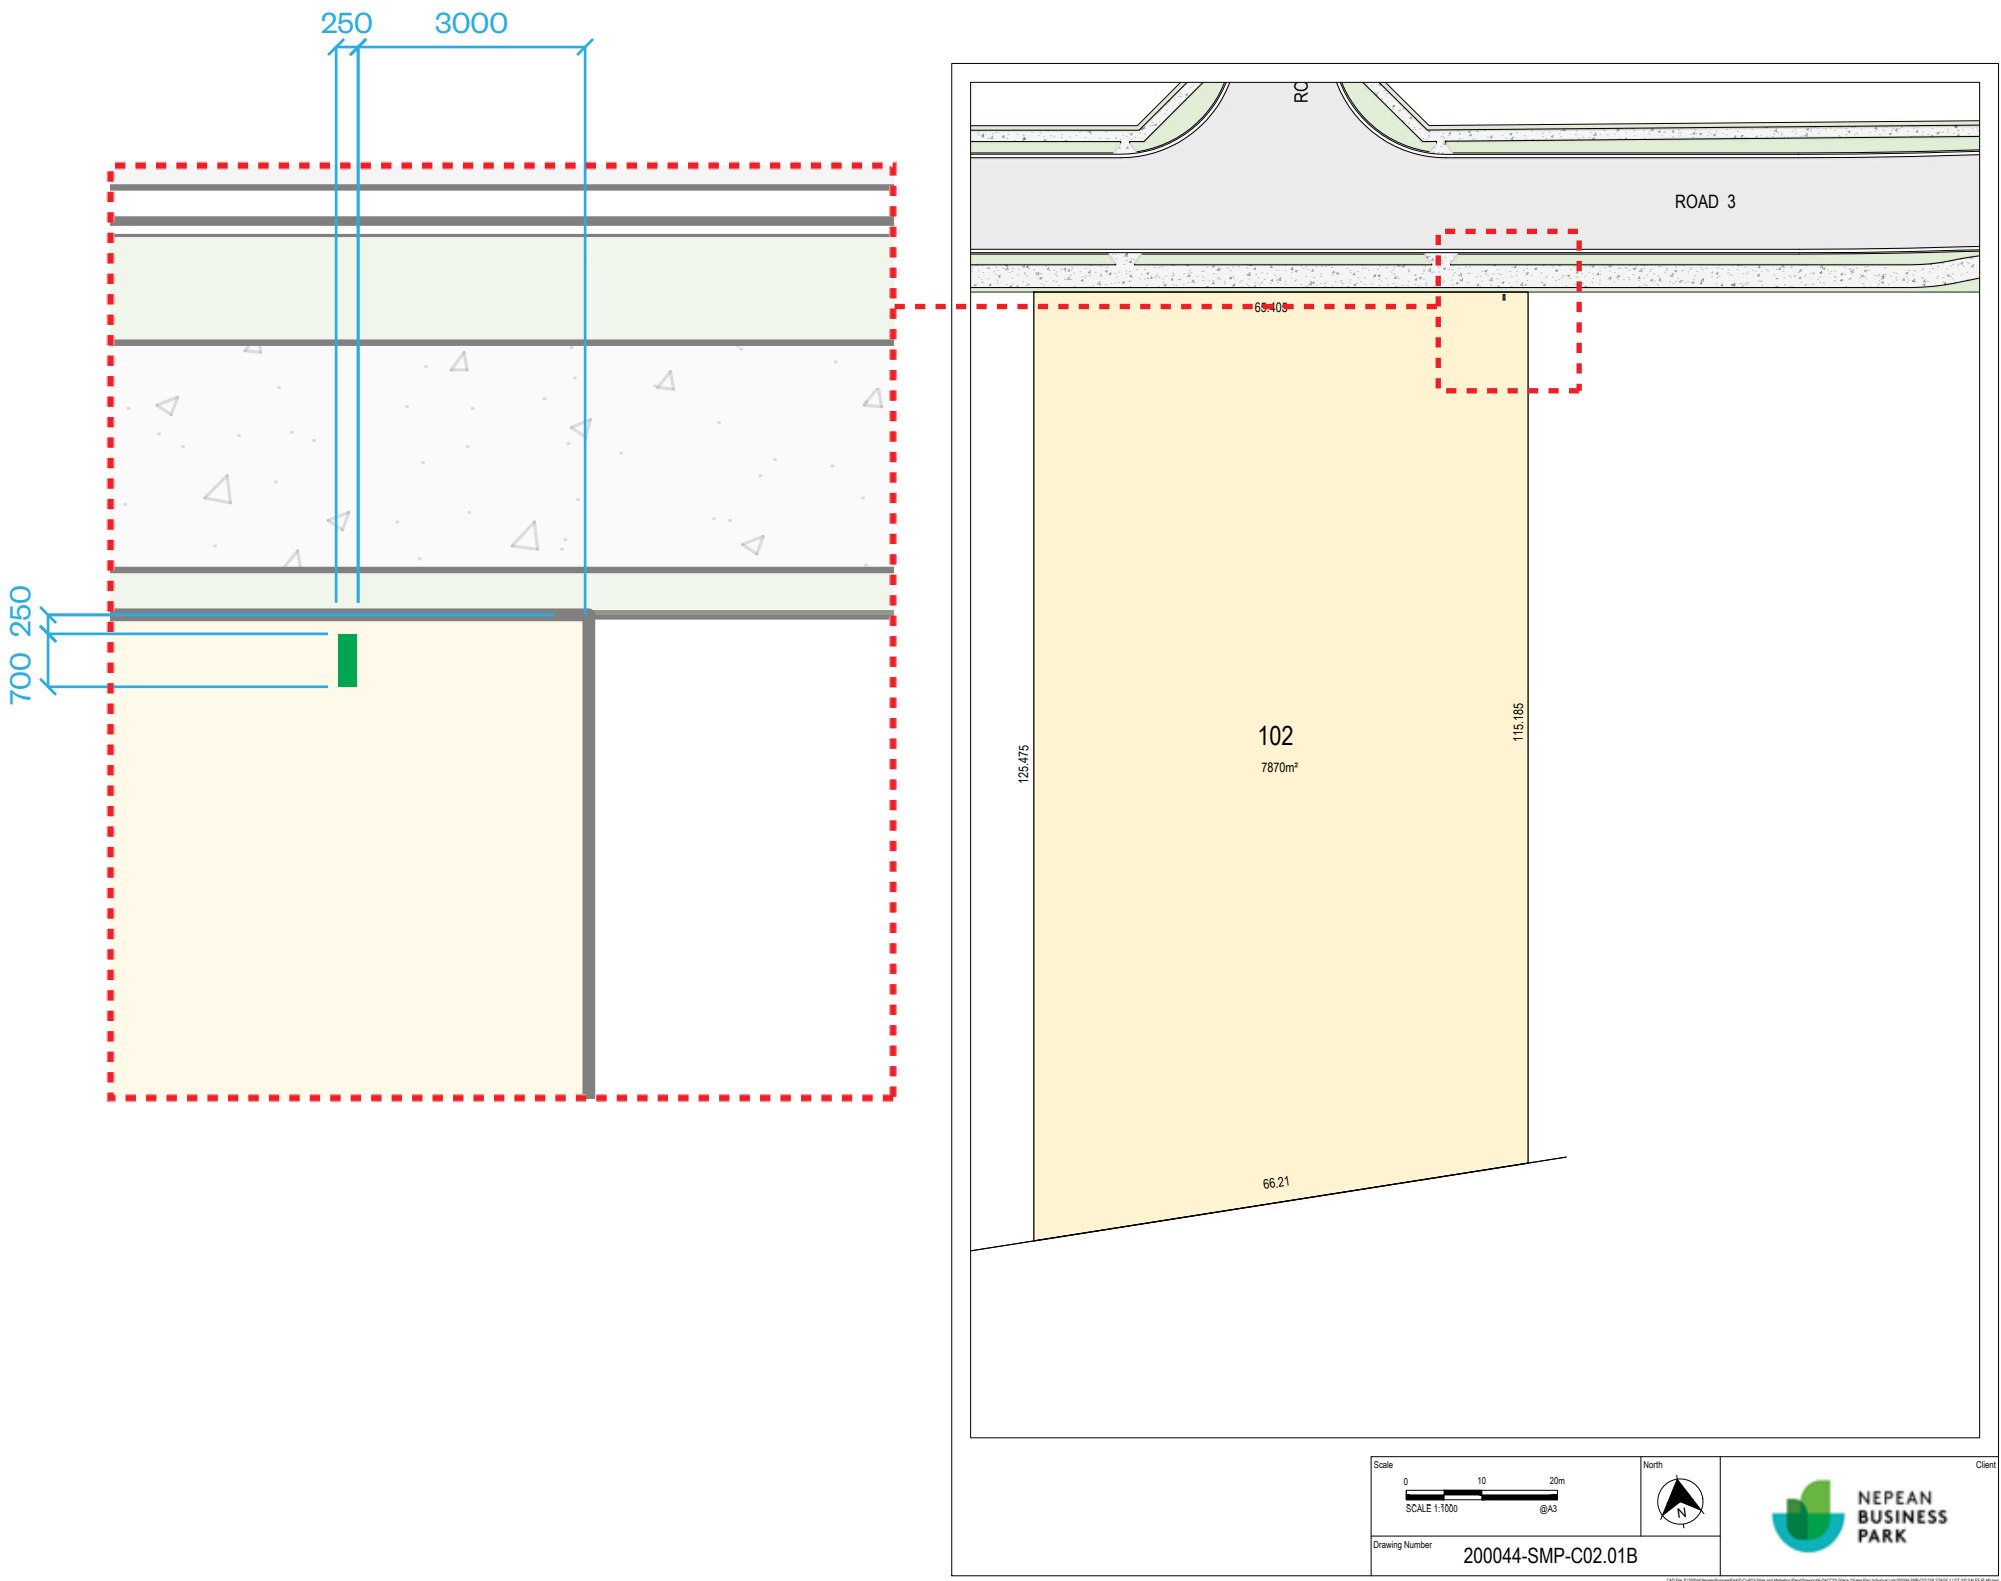 250 3000
RO
ROAD 3
65.405
250
700
102
7870m²
125.475
115.185
66.21
Scale
0 10 20m
SCALE 1:1000 @A3
North
N
Client
NEPEAN
BUSINESS
PARK
Drawing Number
200044-SMP-C02.01B